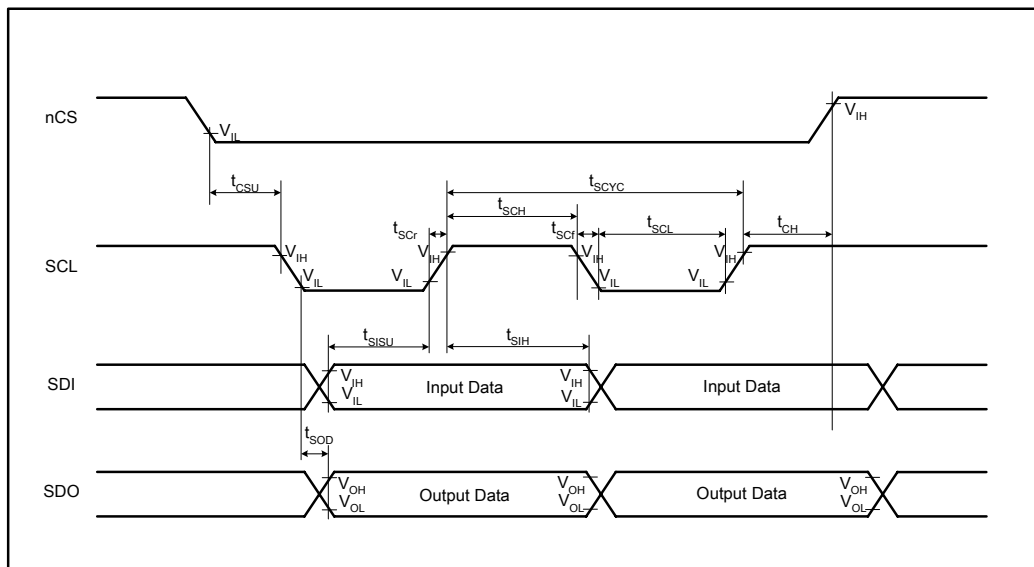 nCS
V_IL
V_IH
t_CSU
t_SCYC
t_SCH
t_SCr
t_SCf
t_SCL
t_CH
SCL
V_IH
V_IL
V_IL
V_IH
V_IH
V_IL
V_IL
V_IH
t_SISU
t_SIH
SDI
V_IH
V_IL
Input Data
V_IH
V_IL
Input Data
t_SOD
SDO
V_OH
V_OL
Output Data
V_OH
V_OL
Output Data
V_OH
V_OL